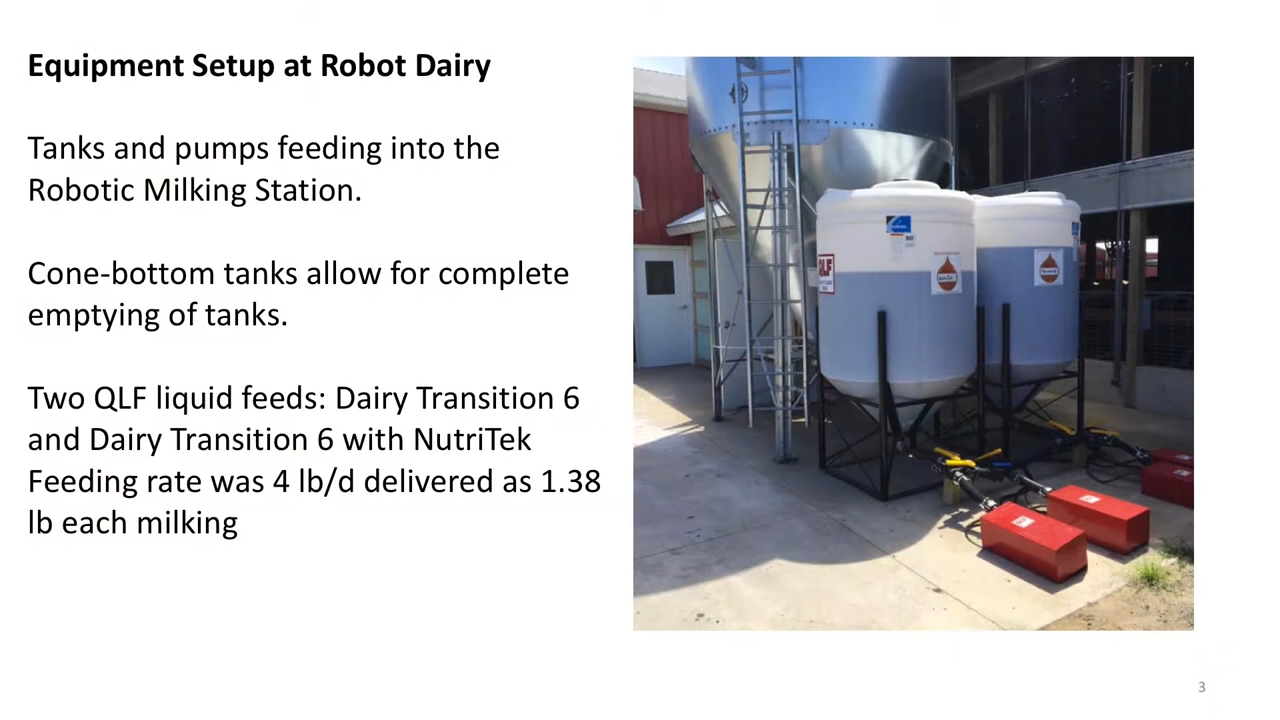 Equipment Setup at Robot Dairy
Tanks and pumps feeding into the
Robotic Milking Station.
Cone-bottom tanks allow for complete
emptying of tanks.
Two QLF liquid feeds: Dairy Transition 6
and Dairy Transition 6 with NutriTek
Feeding rate was 4 lb/d delivered as 1.38
lb each milking
QLF
3